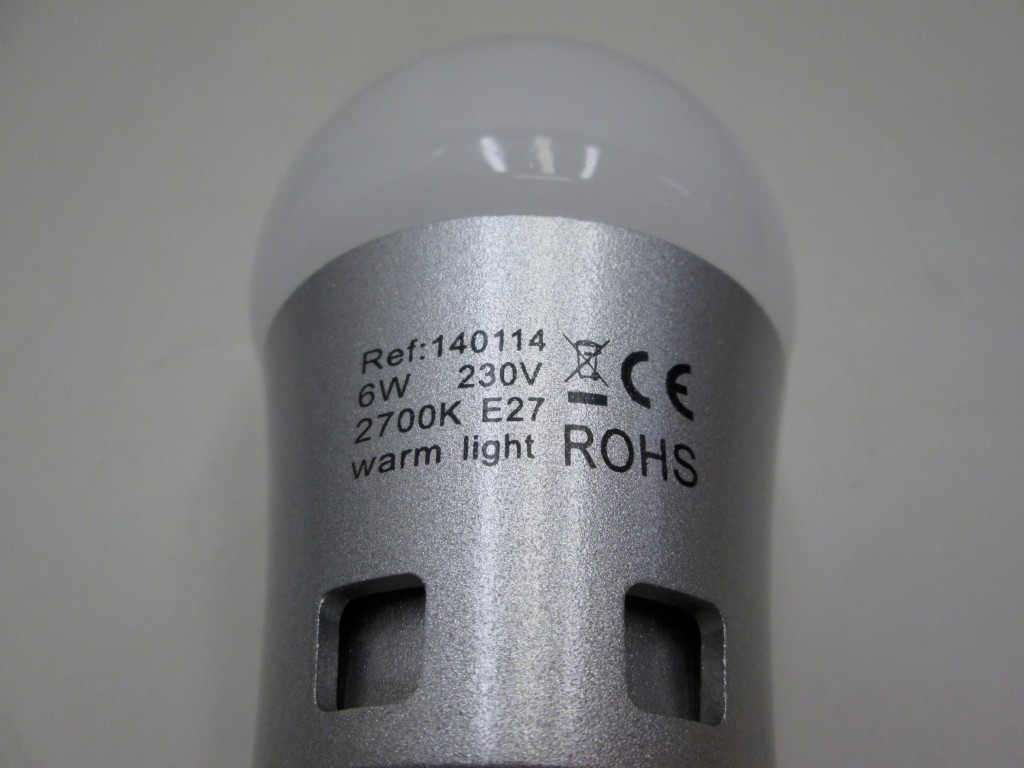 Ref:140114
6W 230V
2700K E27
warm light
CE
ROHS